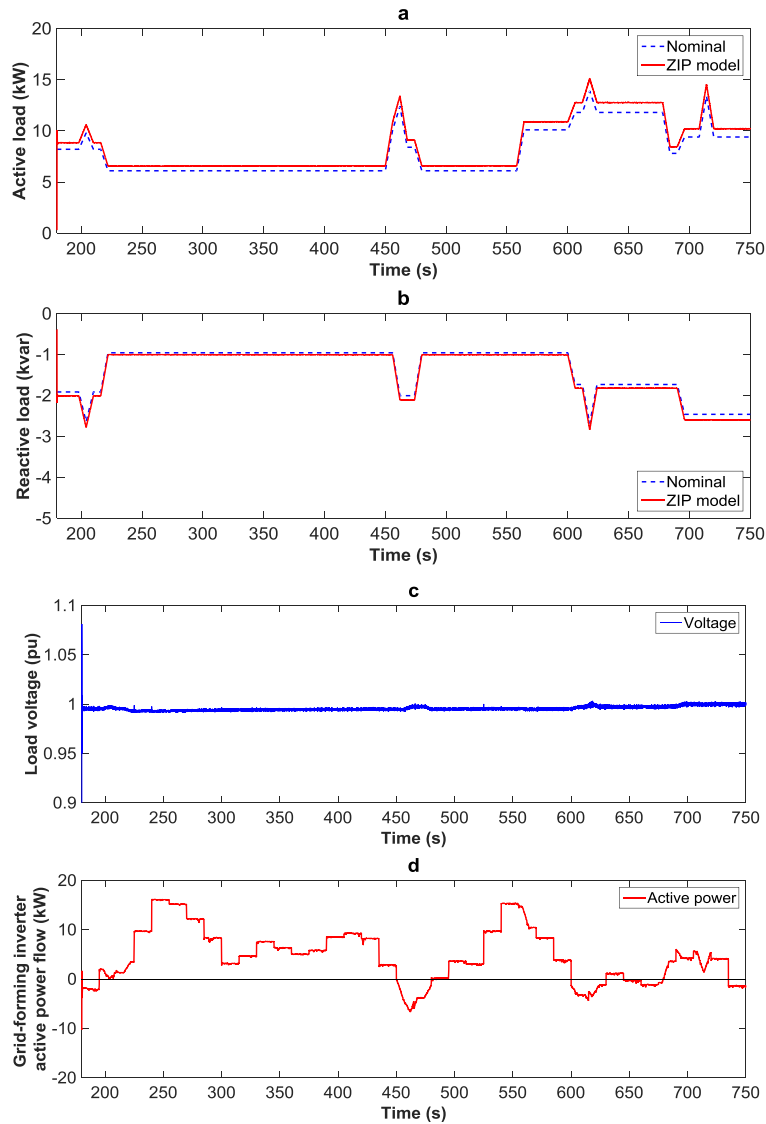 a
20
15
10
5
0
Active load (kW)
Nominal
ZIP model
200 250 300 350 400 450 500 550 600 650 700 750
Time (s)
b
0
-1
-2
-3
-4
-5
Reactive load (kvar)
Nominal
ZIP model
200 250 300 350 400 450 500 550 600 650 700 750
Time (s)
c
1.1
1.05
1
0.95
0.9
Load voltage (pu)
Voltage
200 250 300 350 400 450 500 550 600 650 700 750
Time (s)
d
20
10
0
-10
-20
Grid-forming inverter
active power flow (kW)
Active power
200 250 300 350 400 450 500 550 600 650 700 750
Time (s)